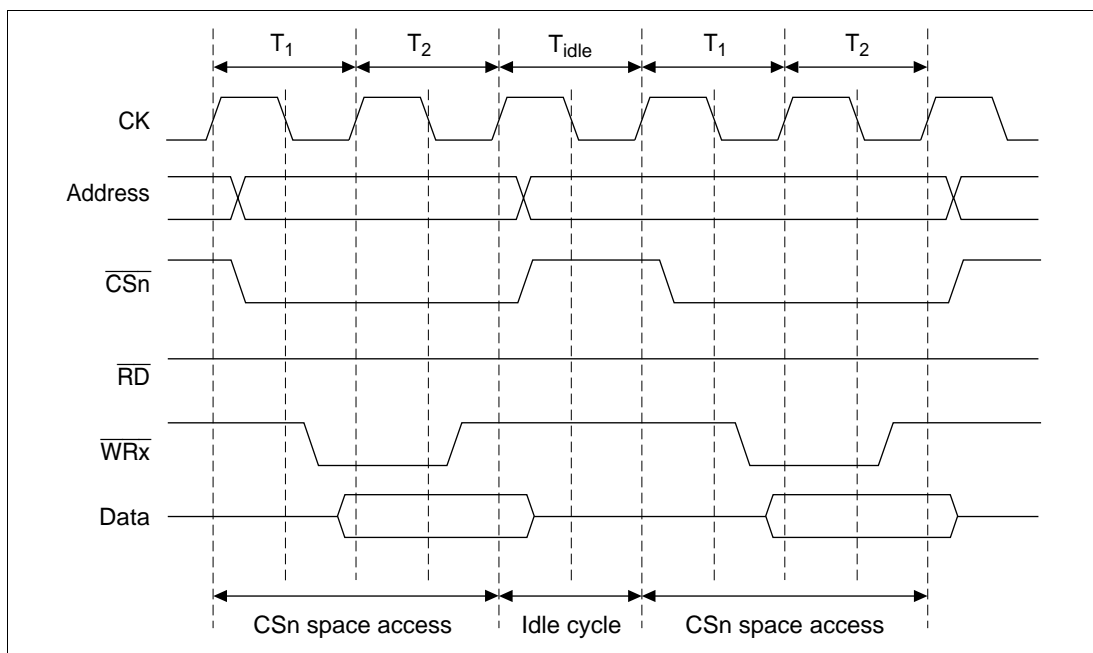 T1 T2 Tidle T1 T2
CK
Address
CSn
RD
WRx
Data
CSn space access Idle cycle CSn space access